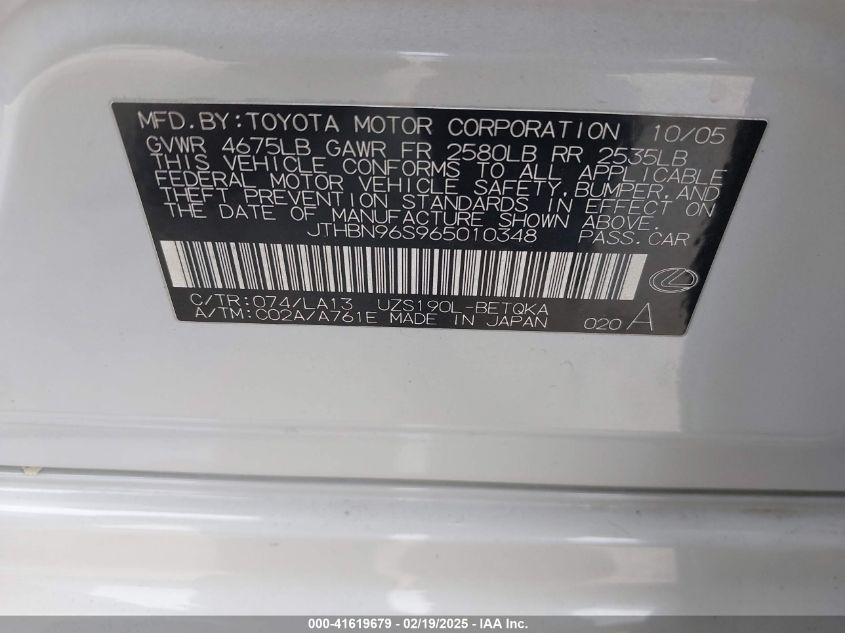 MFD.BY:TOYOTA MOTOR CORPORATION 10/05
GVWR 4675LB GAWR FR 2580LB RR 2535LB
THIS VEHICLE CONFORMS TO ALL APPLICABLE
FEDERAL MOTOR VEHICLE SAFETY,BUMPER,AND
THEFT PREVENTION STANDARDS IN EFFECT ON
THE DATE OF MANUFACTURE SHOWN ABOVE.
JTHBN96S965010348 PASS.CAR
C/TR:074/LA13 UZS190L-BETQKA
A/TM:C02A/A761E MADE IN JAPAN 020 A
000-41619679 - 02/19/2025 - IAA Inc.